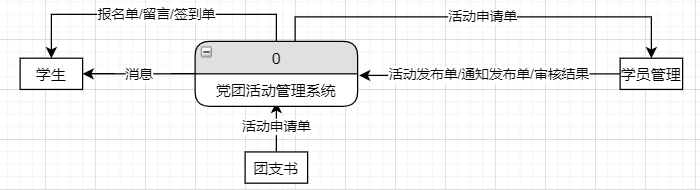 报名单/留言/签到单
活动申请单
0
学生
消息
党团活动管理系统
活动发布单/通知发布单/审核结果
学员管理
活动申请单
团支书